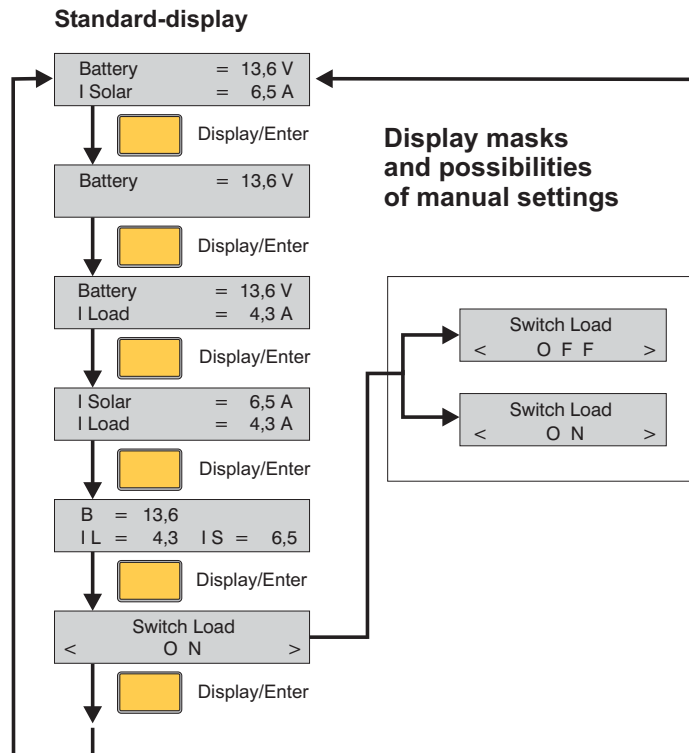 Standard-display
Battery = 13,6 V
I Solar = 6,5 A
Display/Enter
Battery = 13,6 V
Display/Enter
Battery = 13,6 V
I Load = 4,3 A
Display/Enter
I Solar = 6,5 A
I Load = 4,3 A
Display/Enter
B = 13,6
I L = 4,3 I S = 6,5
Display/Enter
Switch Load
< O N >
Display/Enter
Display masks
and possibilities
of manual settings
Switch Load
< O F F >
Switch Load
< O N >